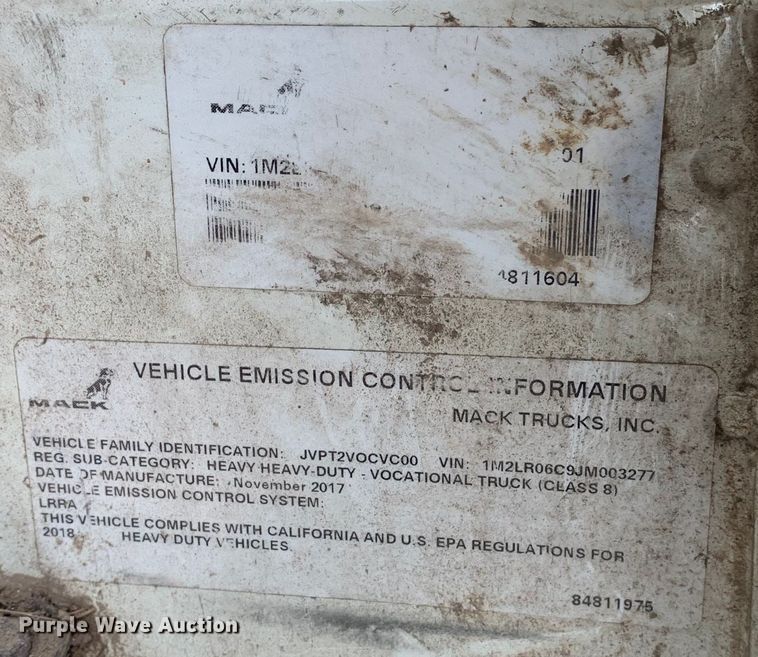 MACK
VIN: 1M2L
01
4811604
MACK
VEHICLE EMISSION CONTROL INFORMATION
MACK TRUCKS, INC.
VEHICLE FAMILY IDENTIFICATION: JVPT2VOCVC00 VIN: 1M2LR06C9JM003277
REG. SUB-CATEGORY: HEAVY HEAVY-DUTY - VOCATIONAL TRUCK (CLASS 8)
DATE OF MANUFACTURE: November 2017
VEHICLE EMISSION CONTROL SYSTEM:
LRRA
THIS VEHICLE COMPLIES WITH CALIFORNIA AND U.S. EPA REGULATIONS FOR
2018 HEAVY DUTY VEHICLES.
84811975
Purple Wave Auction